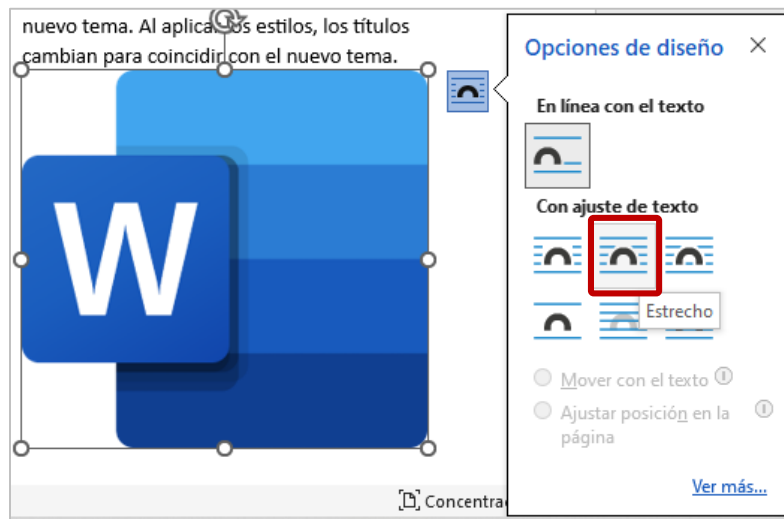 nuevo tema. Al aplicar los estilos, los títulos
cambian para coincidir con el nuevo tema.
W
Opciones de diseño
En línea con el texto
Con ajuste de texto
Estrecho
Mover con el texto
Ajustar posición en la
página
Ver más...
Concentra